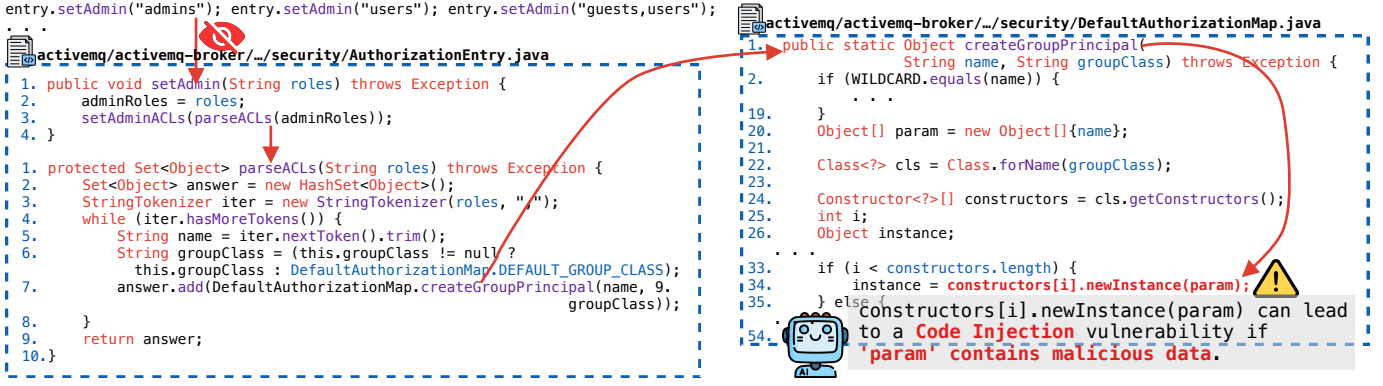 entry.setAdmin("admins"); entry.setAdmin("users"); entry.setAdmin("guests,users");
. . .
activemq/activemq-broker/…/security/AuthorizationEntry.java
1. public void setAdmin(String roles) throws Exception {
2. adminRoles = roles;
3. setAdminACLs(parseACLs(adminRoles));
4. }
1. protected Set<Object> parseACLs(String roles) throws Exception {
2. Set<Object> answer = new HashSet<Object>();
3. StringTokenizer iter = new StringTokenizer(roles, ",");
4. while (iter.hasMoreTokens()) {
5. String name = iter.nextToken().trim();
6. String groupClass = (this.groupClass != null ?
this.groupClass : DefaultAuthorizationMap.DEFAULT_GROUP_CLASS);
7. answer.add(DefaultAuthorizationMap.createGroupPrincipal(name, 9.
groupClass));
8. }
9. return answer;
10.}
activemq/activemq-broker/…/security/DefaultAuthorizationMap.java
1. public static Object createGroupPrincipal(
String name, String groupClass) throws Exception {
2. if (WILDCARD.equals(name)) {
. . .
19. }
20. Object[] param = new Object[]{name};
21.
22. Class<?> cls = Class.forName(groupClass);
23.
24. Constructor<?>[] constructors = cls.getConstructors();
25. int i;
26. Object instance;
. . .
33. if (i < constructors.length) {
34. instance = constructors[i].newInstance(param);
35. } else {
.
54.
constructors[i].newInstance(param) can lead
to a Code Injection vulnerability if
'param' contains malicious data.
AI